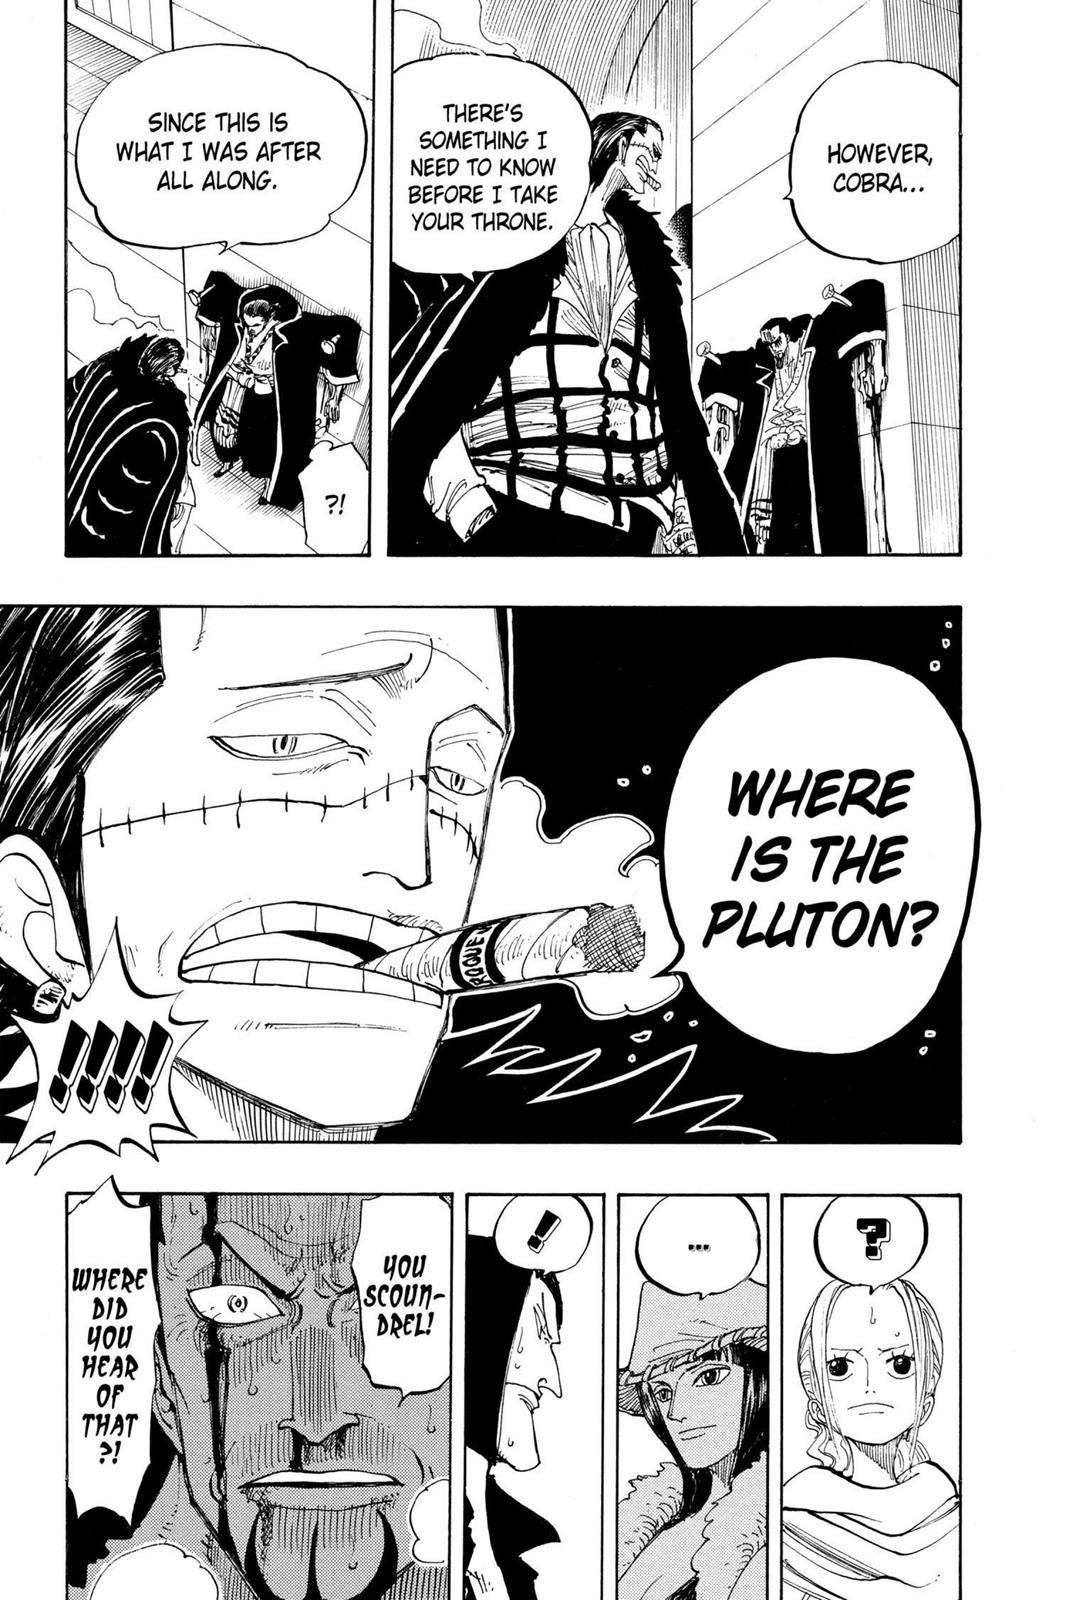 HOWEVER,
COBRA...
THERE'S
SOMETHING I
NEED TO KNOW
BEFORE I TAKE
YOUR THRONE.
SINCE THIS IS
WHAT I WAS AFTER
ALL ALONG.
?!
WHERE
IS THE
PLUTON?
!!!!
?
...
!
YOU
SCOUN-
DREL!
WHERE
DID
YOU
HEAR
OF
THAT
?!